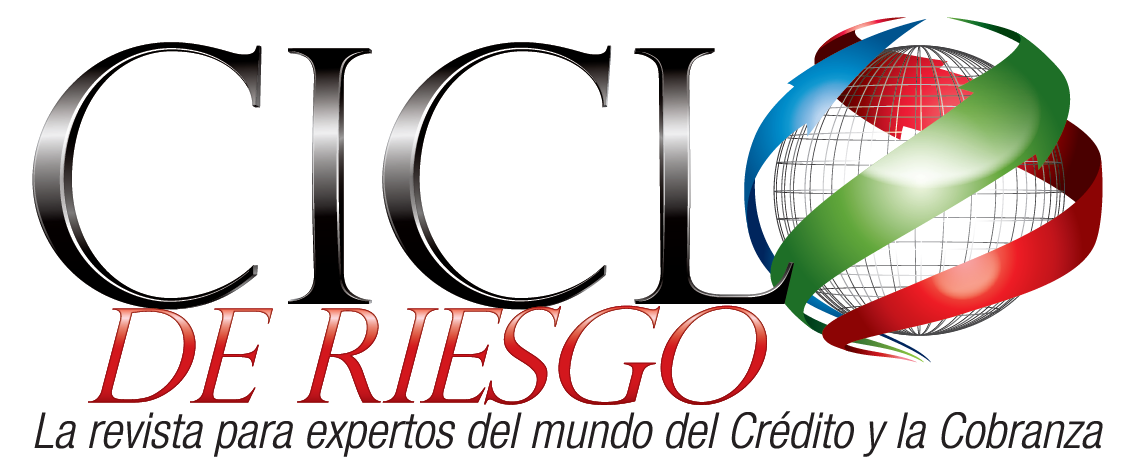 CICLO
DE RIESGO
La revista para expertos del mundo del Crédito y la Cobranza